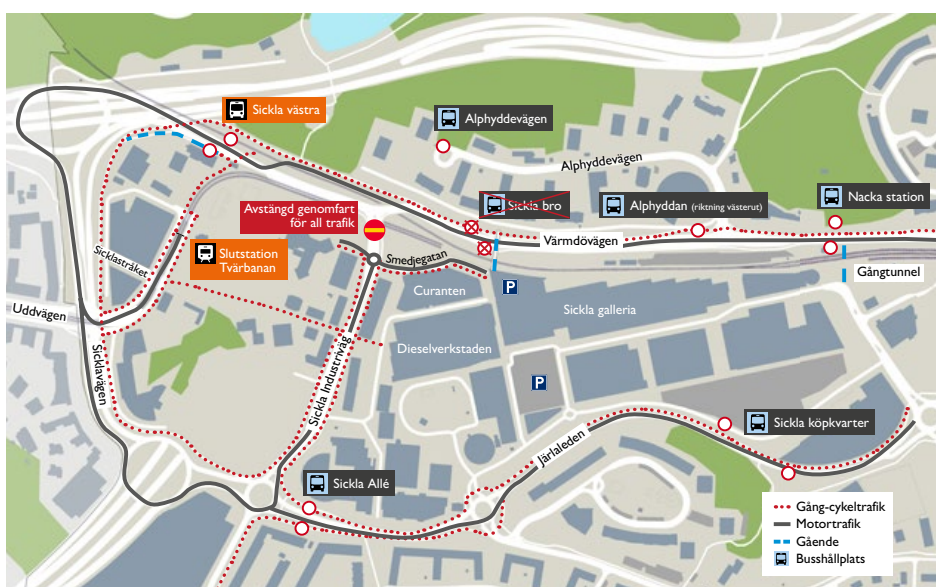 Sickla västra
Alphyddevägen
Alphyddevägen
Sickla bro
Alphyddan (riktning västerut)
Nacka station
Avstängd genomfart
för all trafik
Värmdövägen
Slutstation
Tvärbanan
Sicklastråket
Smedjegatan
Gångtunnel
Curanten
P
Sickla galleria
Uddvägen
Sicklavägen
Sickla Industriväg
Dieselverkstaden
P
Sickla köpkvarter
Järlaleden
Sickla Allé
Gång-cykeltrafik
Motortrafik
Gående
Busshållplats